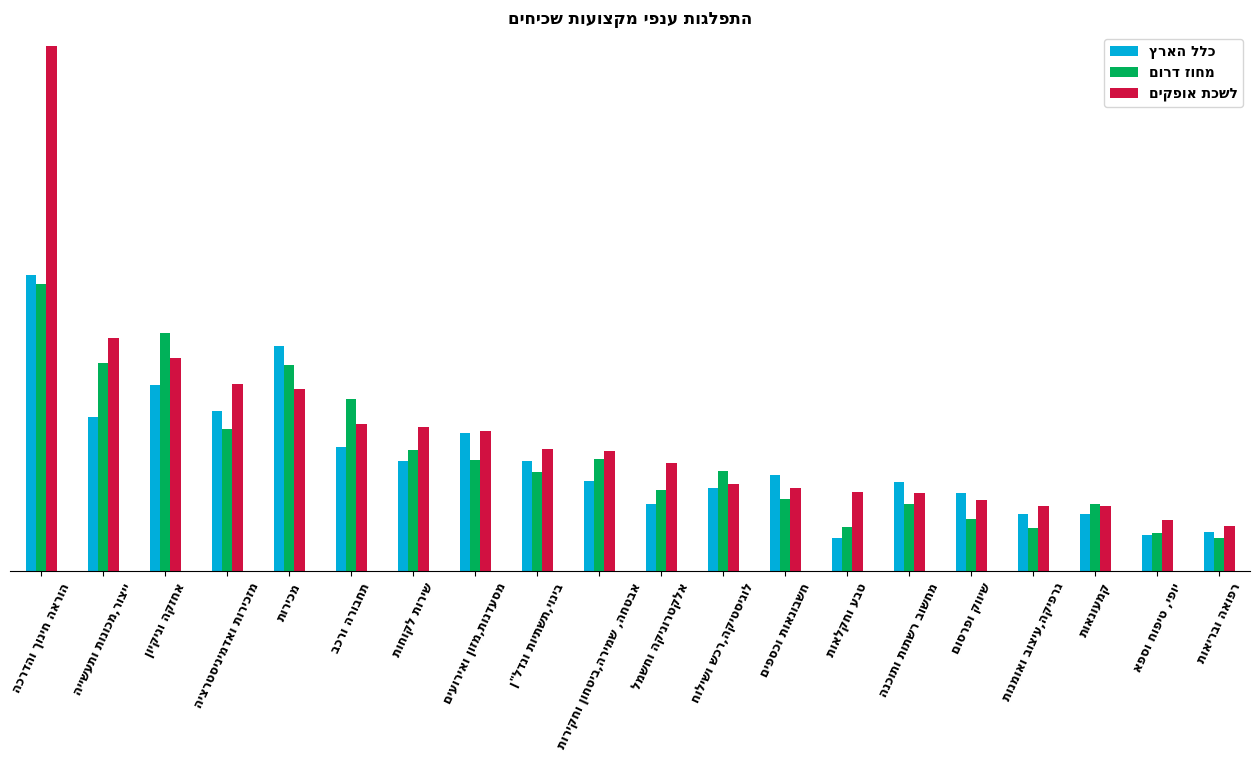 התפלגות ענפי מקצועות שכיחים
כלל הארץ
מחוז דרום
לשכת אופקים
הוראה חינוך והדרכה
ייצור,מכונות ותעשייה
אחזקה וניקיון
מזכירות ואדמיניסטרציה
מכירות
תחבורה ורכב
שירות לקוחות
מסעדנות,מזון ואירועים
בינוי,תשתיות ונדל"ן
אבטחה, שמירה,ביטחון וחקירות
אלקטרוניקה וחשמל
לוגיסטיקה,רכש ושילוח
חשבונאות וכספים
טבע וחקלאות
מחשוב רשתות ותוכנה
שיווק ופרסום
גרפיקה,עיצוב ואומנות
קמעונאות
יופי, טיפוח וספא
רפואה ובריאות